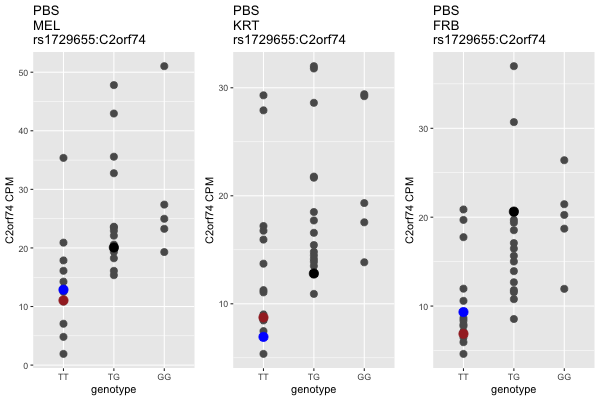 PBS
MEL
rs1729655:C2orf74
C2orf74 CPM
50
40
30
20
10
0
TT TG GG
genotype
PBS
KRT
rs1729655:C2orf74
C2orf74 CPM
30
20
10
TT TG GG
genotype
PBS
FRB
rs1729655:C2orf74
C2orf74 CPM
30
20
10
TT TG GG
genotype